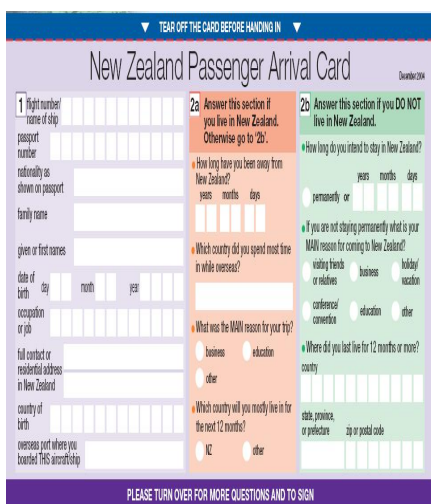 TEAR OFF THE CARD BEFORE HANDING IN
New Zealand Passenger Arrival Card
December 2004
1 flight number/
name of ship
passport
number
nationality as
shown on passport
family name
given or first names
date of
birth day month year
occupation
or job
full contact or
residential address
in New Zealand
country of
birth
overseas port where you
boarded THIS aircraft/ship
2a Answer this section if
you live in New Zealand.
Otherwise go to '2b'.
How long have you been away from
New Zealand?
years months days
Which country did you spend most time
in while overseas?
What was the MAIN reason for your trip?
business education
other
Which country will you mostly live in for
the next 12 months?
NZ other
2b Answer this section if you DO NOT
live in New Zealand.
How long do you intend to stay in New Zealand?
years months days
permanently or
If you are not staying permanently what is your
MAIN reason for coming to New Zealand?
visiting friends
or relatives
business
holiday/
vacation
conference/
convention
education
other
Where did you last live for 12 months or more?
country
state, province,
or prefecture zip or postal code
PLEASE TURN OVER FOR MORE QUESTIONS AND TO SIGN